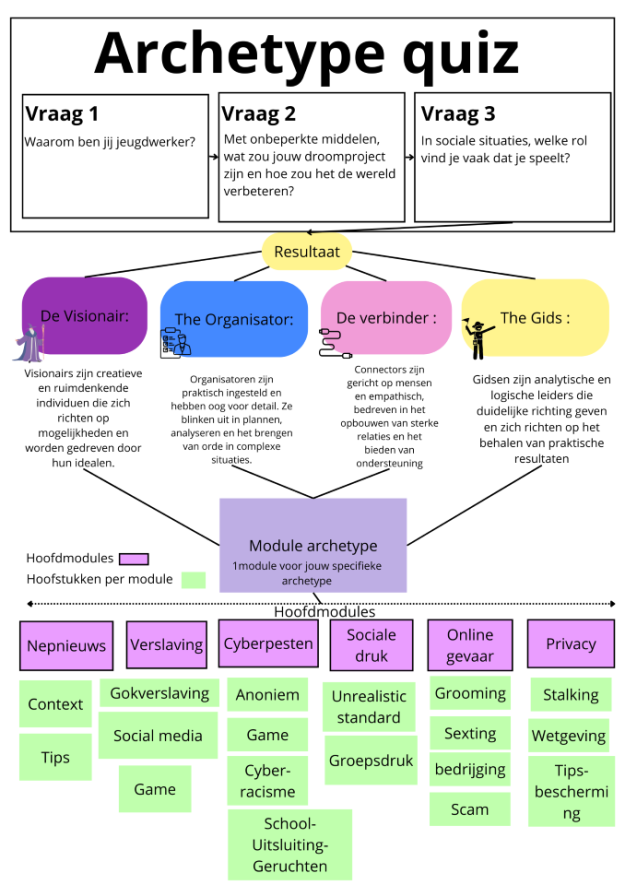 Archetype quiz
Vraag 1
Waarom ben jij jeugdwerker?
Vraag 2
Met onbeperkte middelen,
wat zou jouw droomproject
zijn en hoe zou het de wereld
verbeteren?
Vraag 3
In sociale situaties, welke rol
vind je vaak dat je speelt?
Resultaat
De Visionair:
The Organisator:
De verbinder :
The Gids :
Visionairs zijn creatieve
en ruimdenkende
individuen die zich
richten op
mogelijkheden en
worden gedreven door
hun idealen.
Organisatoren zijn
praktisch ingesteld en
hebben oog voor detail. Ze
blinken uit in plannen,
analyseren en het brengen
van orde in complexe
situaties.
Connectors zijn
gericht op mensen
en empathisch,
bedreven in het
opbouwen van sterke
relaties en het
bieden van
ondersteuning
Gidsen zijn analytische en
logische leiders die
duidelijke richting geven
en zich richten op het
behalen van praktische
resultaten
Module archetype
1module voor jouw specifieke
archetype
Hoofdmodules
Hoofstukken per module
Hoofdmodules
Nepnieuws
Verslaving
Cyberpesten
Sociale
druk
Online
gevaar
Privacy
Context
Tips
Gokverslaving
Social media
Game
Anoniem
Game
Cyber-
racisme
School-
Uitsluiting-
Geruchten
Unrealistic
standard
Groepsdruk
Grooming
Sexting
bedrijging
Scam
Stalking
Wetgeving
Tips-
beschermi
ng